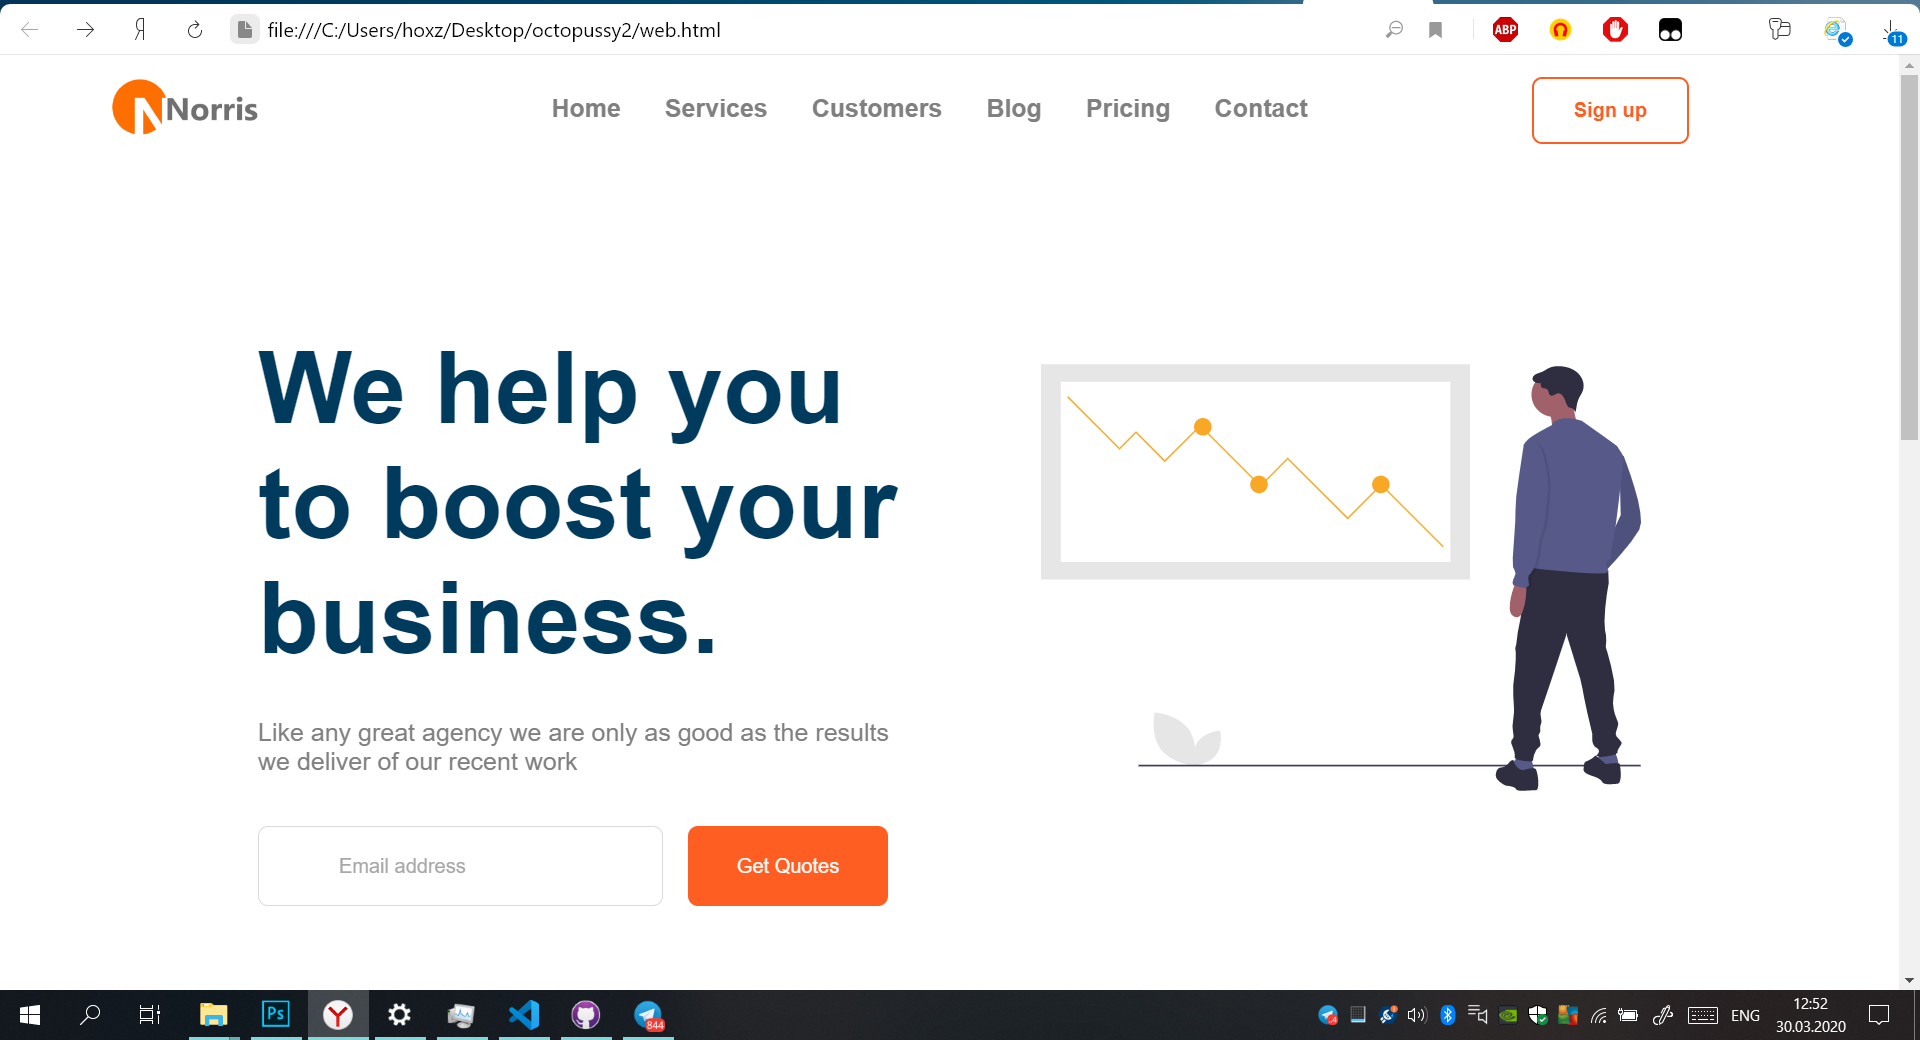 file:///C:/Users/hoxz/Desktop/octopussy2/web.html
ABP
11
Norris
Home Services Customers Blog Pricing Contact
Sign up
We help you
to boost your
business.
Like any great agency we are only as good as the results
we deliver of our recent work
Email address
Get Quotes
Ps
844
ENG
12:52
30.03.2020